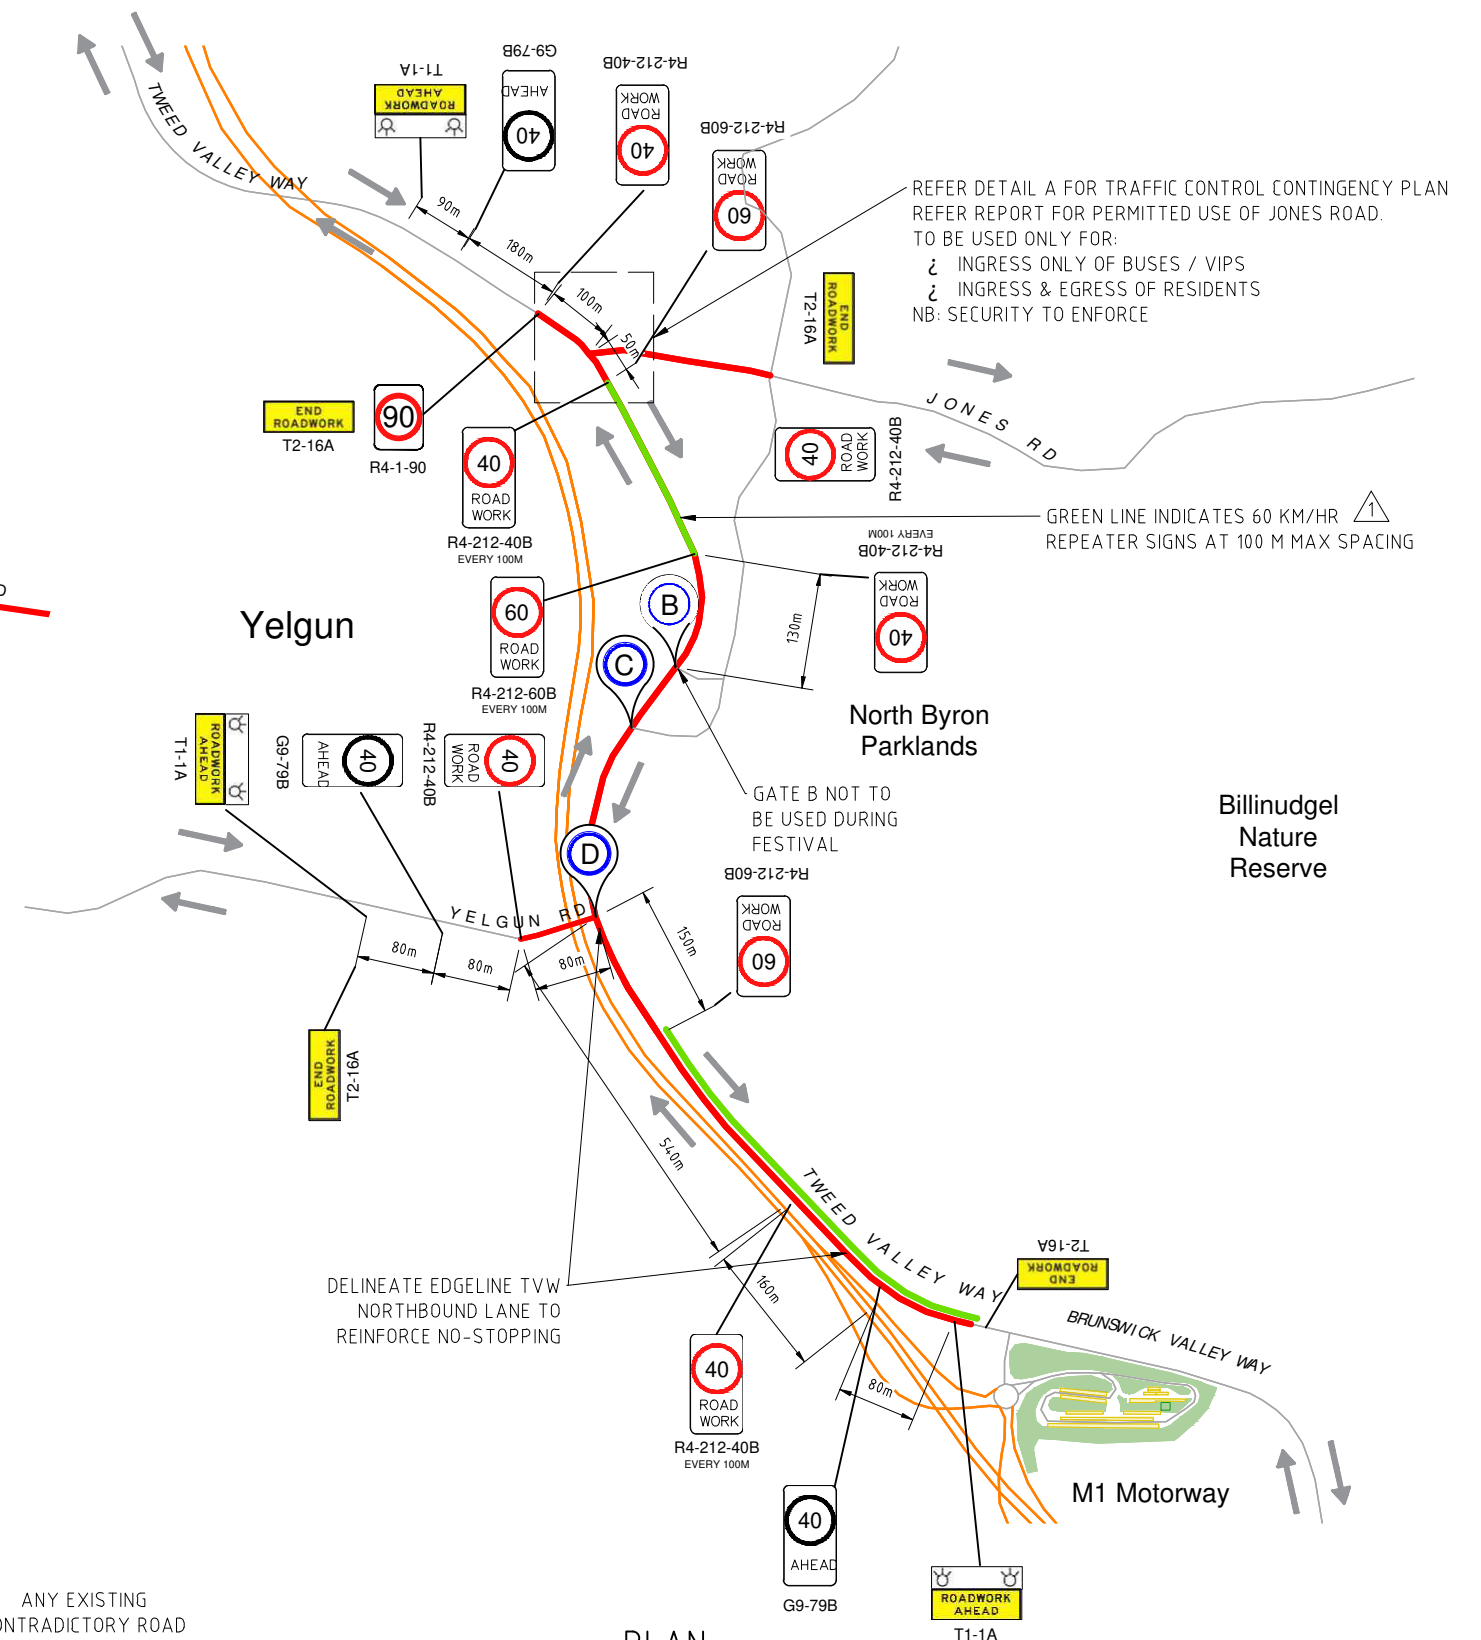 G9-79B
R4-212-40B
T1-1A
ROADWORK
AHEAD
AHEAD
40
ROAD
WORK
40
R4-212-60B
ROAD
WORK
60
TWEED VALLEY WAY
90m
180m
100m
50m
REFER DETAIL A FOR TRAFFIC CONTROL CONTINGENCY PLAN
REFER REPORT FOR PERMITTED USE OF JONES ROAD.
TO BE USED ONLY FOR:
¿ INGRESS ONLY OF BUSES / VIPS
¿ INGRESS & EGRESS OF RESIDENTS
NB: SECURITY TO ENFORCE
END
ROADWORK
T2-16A
END
ROADWORK
T2-16A
90
R4-1-90
JONES RD
40
ROAD
WORK
R4-212-40B
EVERY 100M
40
ROAD
WORK
R4-212-40B
GREEN LINE INDICATES 60 KM/HR
REPEATER SIGNS AT 100 M MAX SPACING
1
R4-212-40B
EVERY 100M
ROAD
WORK
40
60
ROAD
WORK
R4-212-60B
EVERY 100M
Yelgun
B
C
130m
North Byron
Parklands
T1-1A
ROADWORK
AHEAD
G9-79B
AHEAD
40
R4-212-40B
ROAD
WORK
40
GATE B NOT TO
BE USED DURING
FESTIVAL
Billinudgel
Nature
Reserve
D
R4-212-60B
ROAD
WORK
60
YELGUN RD
80m
80m
80m
150m
END
ROADWORK
T2-16A
540m
TWEED VALLEY WAY
T2-16A
END
ROADWORK
DELINEATE EDGELINE TVW
NORTHBOUND LANE TO
REINFORCE NO-STOPPING
160m
BRUNSWICK VALLEY WAY
40
ROAD
WORK
R4-212-40B
EVERY 100M
80m
M1 Motorway
40
AHEAD
G9-79B
ROADWORK
AHEAD
T1-1A
ANY EXISTING
ONTRADICTORY ROAD
PLAN